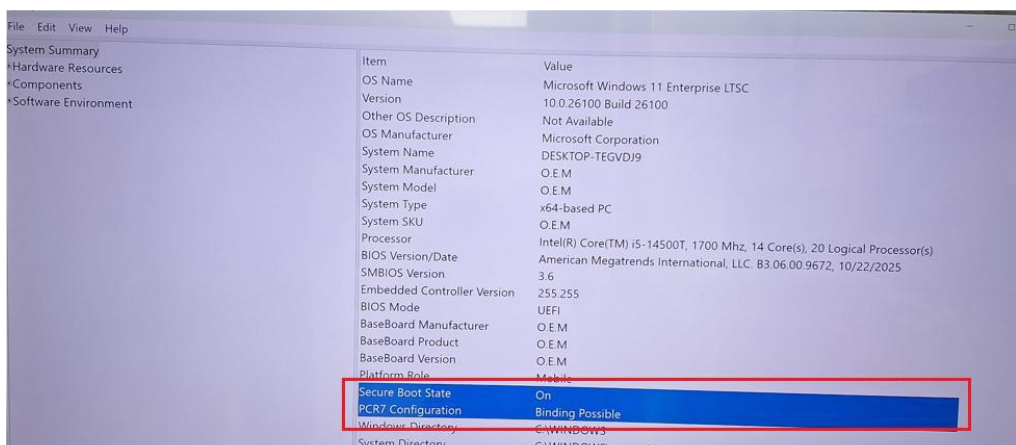 File Edit View Help
System Summary
+Hardware Resources
+Components
+Software Environment
Item Value
OS Name Microsoft Windows 11 Enterprise LTSC
Version 10.0.26100 Build 26100
Other OS Description Not Available
OS Manufacturer Microsoft Corporation
System Name DESKTOP-TEGVDJ9
System Manufacturer O.E.M
System Model O.E.M
System Type x64-based PC
System SKU O.E.M
Processor Intel(R) Core(TM) i5-14500T, 1700 Mhz, 14 Core(s), 20 Logical Processor(s)
BIOS Version/Date American Megatrends International, LLC. B3.06.00.9672, 10/22/2025
SMBIOS Version 3.6
Embedded Controller Version 255.255
BIOS Mode UEFI
BaseBoard Manufacturer O.E.M
BaseBoard Product O.E.M
BaseBoard Version O.E.M
Platform Role Mobile
Secure Boot State On
PCR7 Configuration Binding Possible
Windows Directory C:\WINDOWS
System Directory